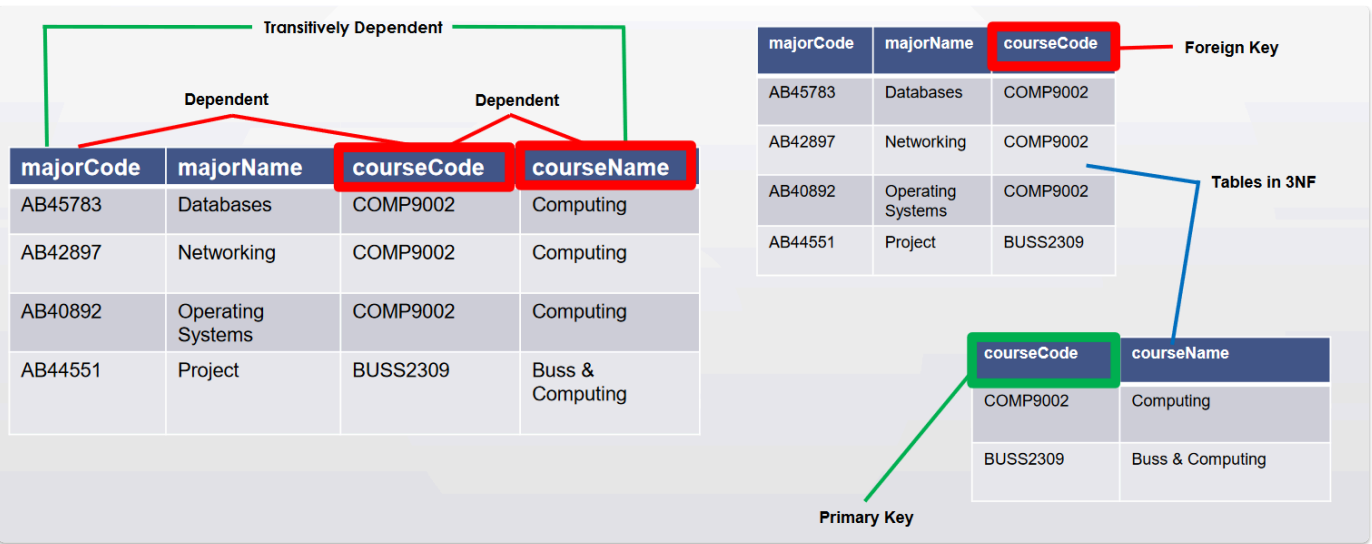 Transitively Dependent
Dependent
Dependent
majorCode majorName courseCode courseName
AB45783 Databases COMP9002 Computing
AB42897 Networking COMP9002 Computing
AB40892 Operating Systems COMP9002 Computing
AB44551 Project BUSS2309 Buss & Computing
majorCode majorName courseCode
Foreign Key
AB45783 Databases COMP9002
AB42897 Networking COMP9002
AB40892 Operating Systems COMP9002
AB44551 Project BUSS2309
Tables in 3NF
courseCode courseName
COMP9002 Computing
BUSS2309 Buss & Computing
Primary Key